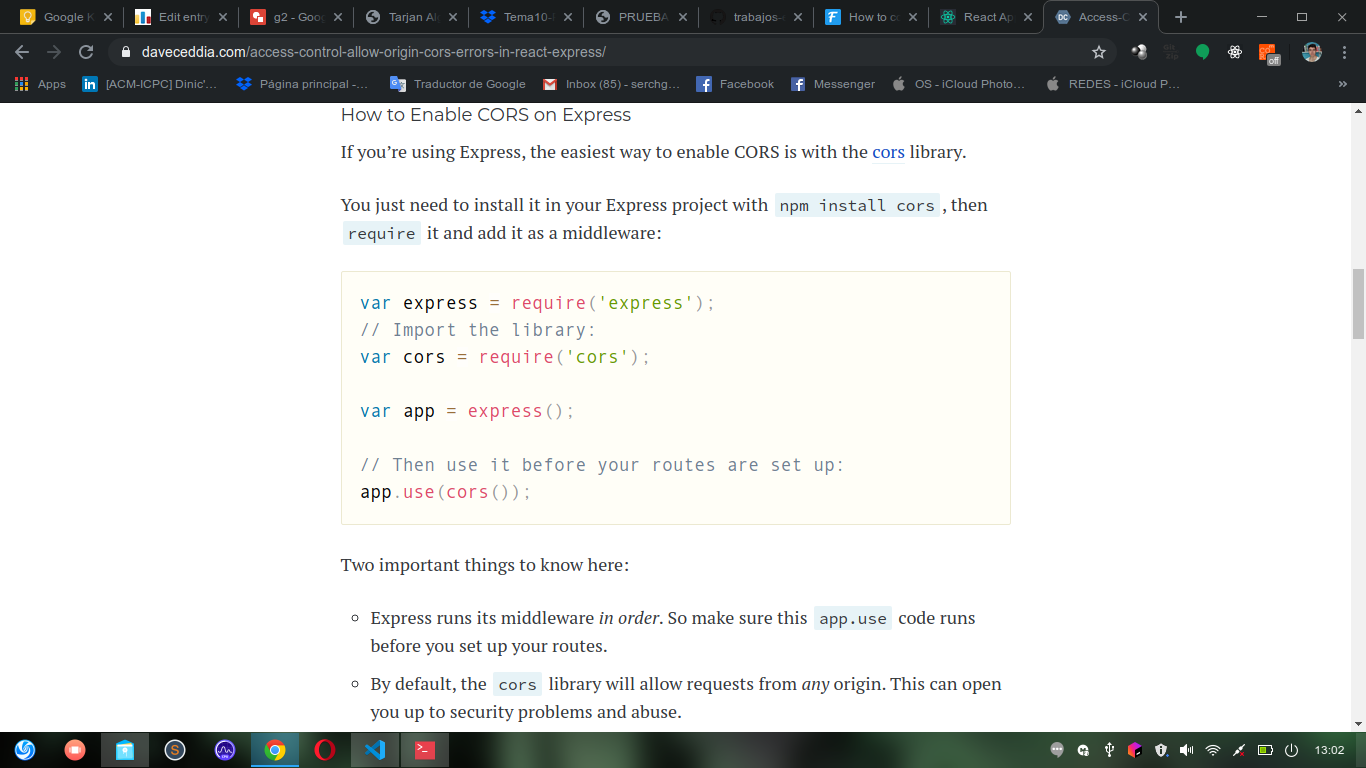 Google K
Edit entry
g2 - Goog
Tarjan Al
Tema10-
PRUEBA
trabajos-
How to co
React Ap
Access-C
daveceddia.com/access-control-allow-origin-cors-errors-in-react-express/
off
Apps
[ACM-ICPC] Dinic'...
Página principal -...
Traductor de Google
Inbox (85) - serchg...
Facebook
Messenger
OS - iCloud Photo...
REDES - iCloud P...
»
How to Enable CORS on Express
If you're using Express, the easiest way to enable CORS is with the cors library.
You just need to install it in your Express project with npm install cors, then
require it and add it as a middleware:
var express = require('express');
// Import the library:
var cors = require('cors');
var app = express();
// Then use it before your routes are set up:
app.use(cors());
Two important things to know here:
Express runs its middleware in order. So make sure this app.use code runs
before you set up your routes.
By default, the cors library will allow requests from any origin. This can open
you up to security problems and abuse.
13:02